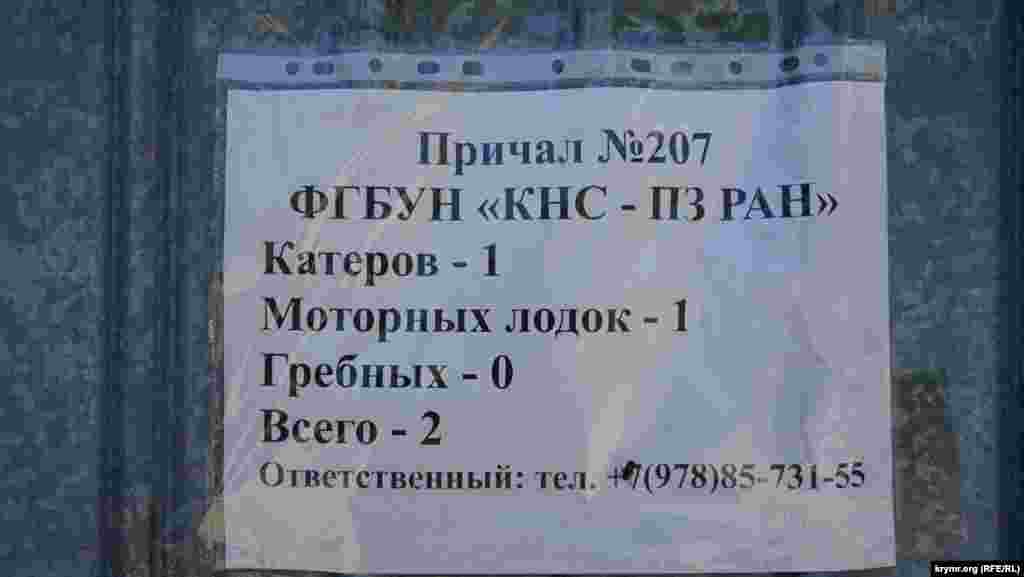 Причал №207
ФГБУН «КНС - ПЗ РАН»
Катеров - 1
Моторных лодок - 1
Гребных - 0
Всего - 2
Ответственный: тел. +7(978)85-731-55
krymr.org (RFE/RL)